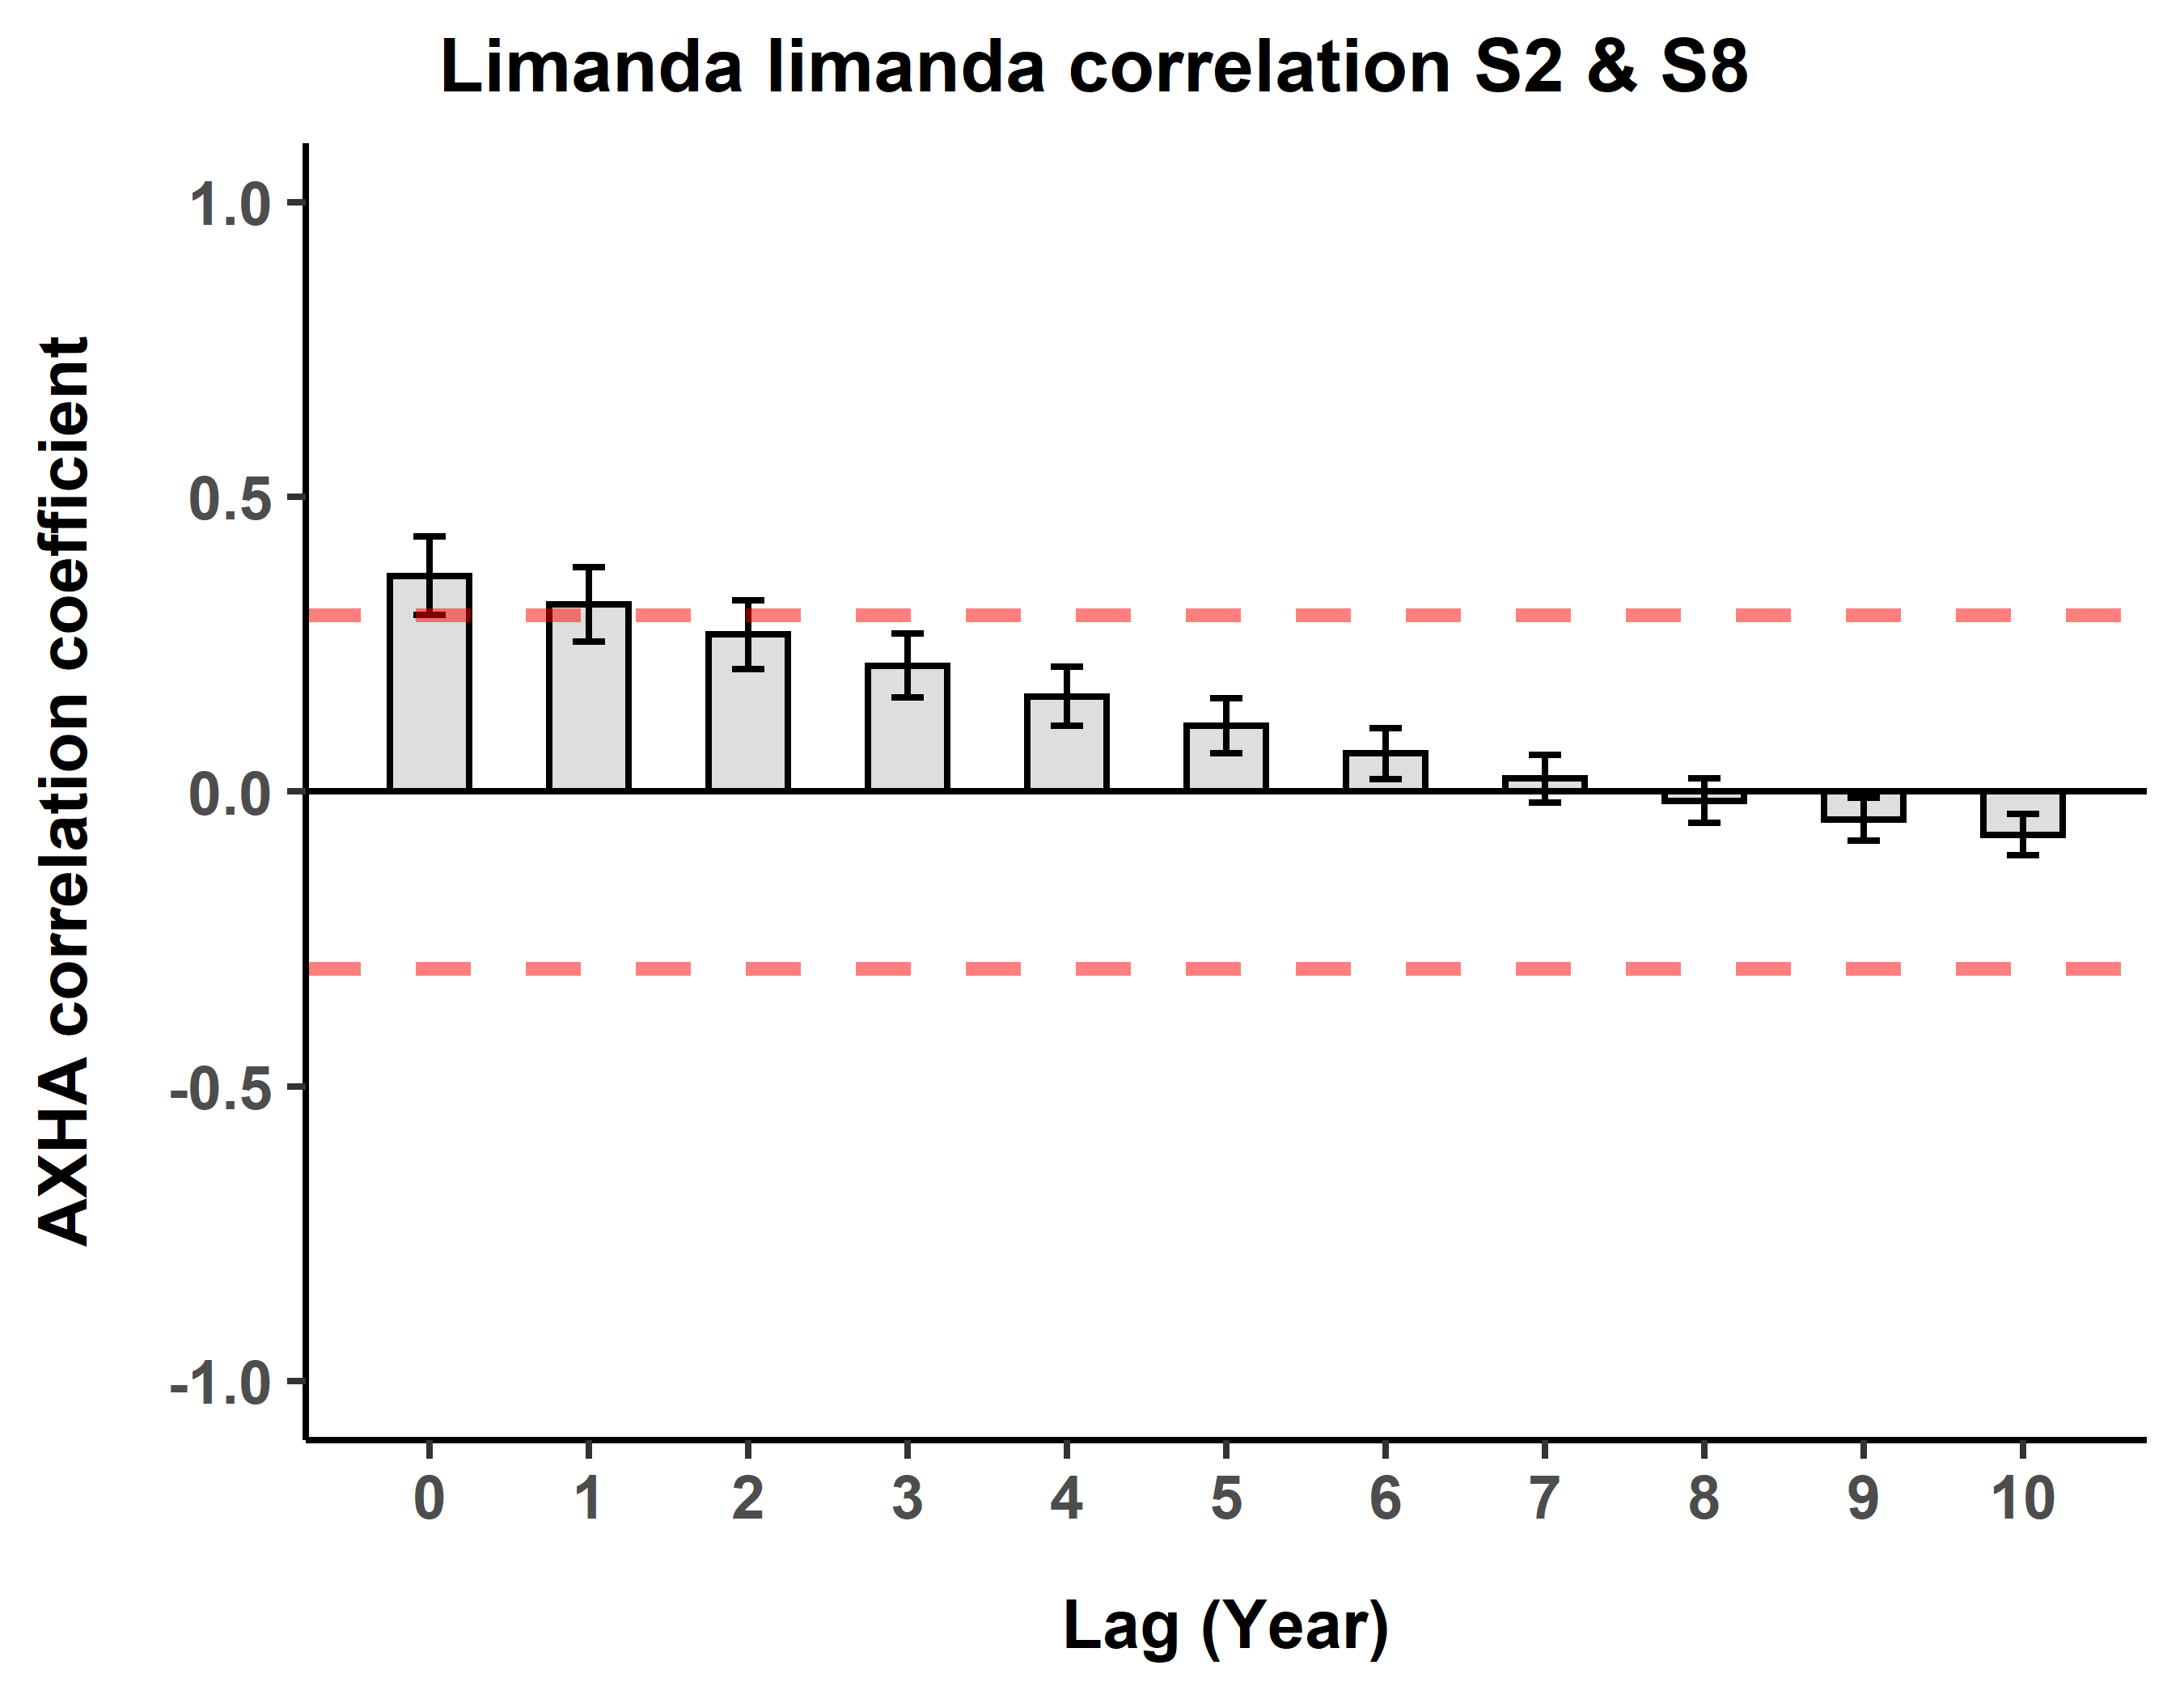 Limanda limanda correlation S2 & S8
AXHA correlation coefficient
1.0
0.5
0.0
-0.5
-1.0
0 1 2 3 4 5 6 7 8 9 10
Lag (Year)